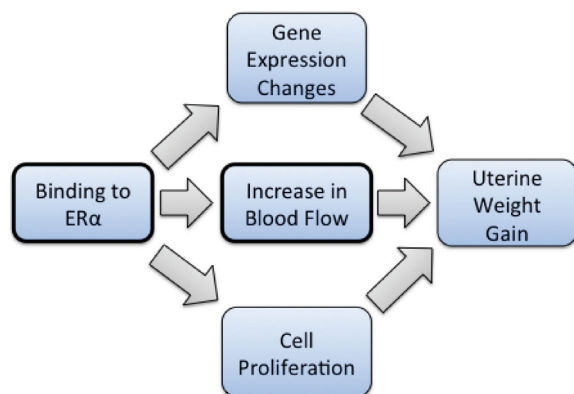 Gene
Expression
Changes
Binding to
ERα
Increase in
Blood Flow
Uterine
Weight
Gain
Cell
Proliferation